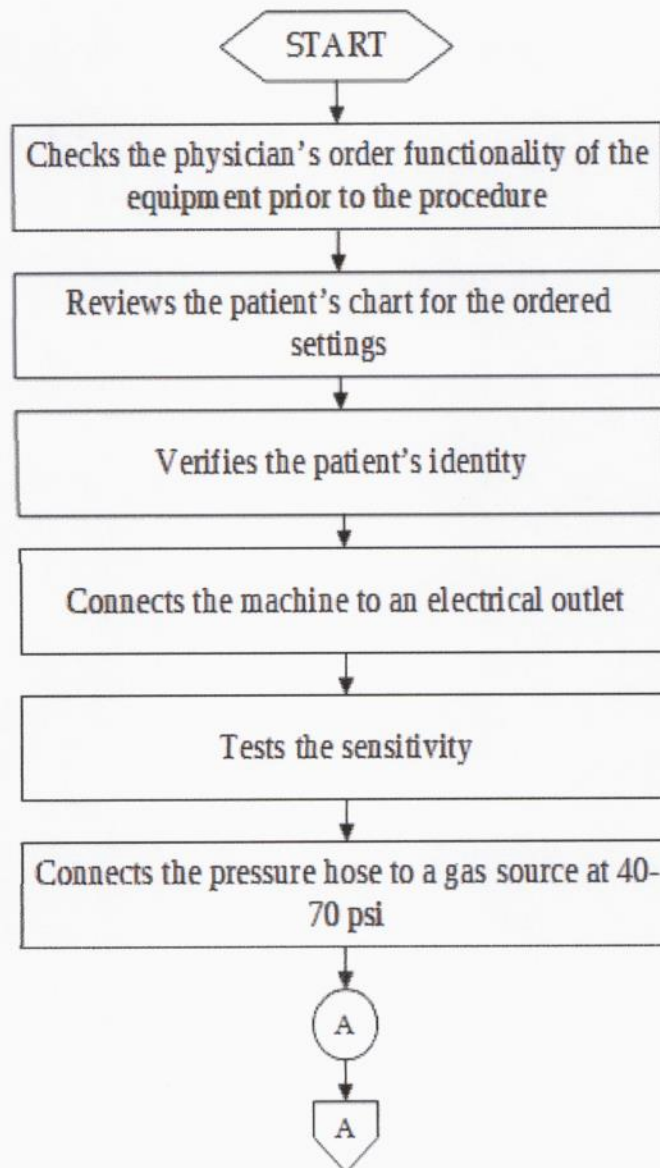 START
Checks the physician’s order functionality of the
equipment prior to the procedure
Reviews the patient’s chart for the ordered
settings
Verifies the patient’s identity
Connects the machine to an electrical outlet
Tests the sensitivity
Connects the pressure hose to a gas source at 40-
70 psi
A
A